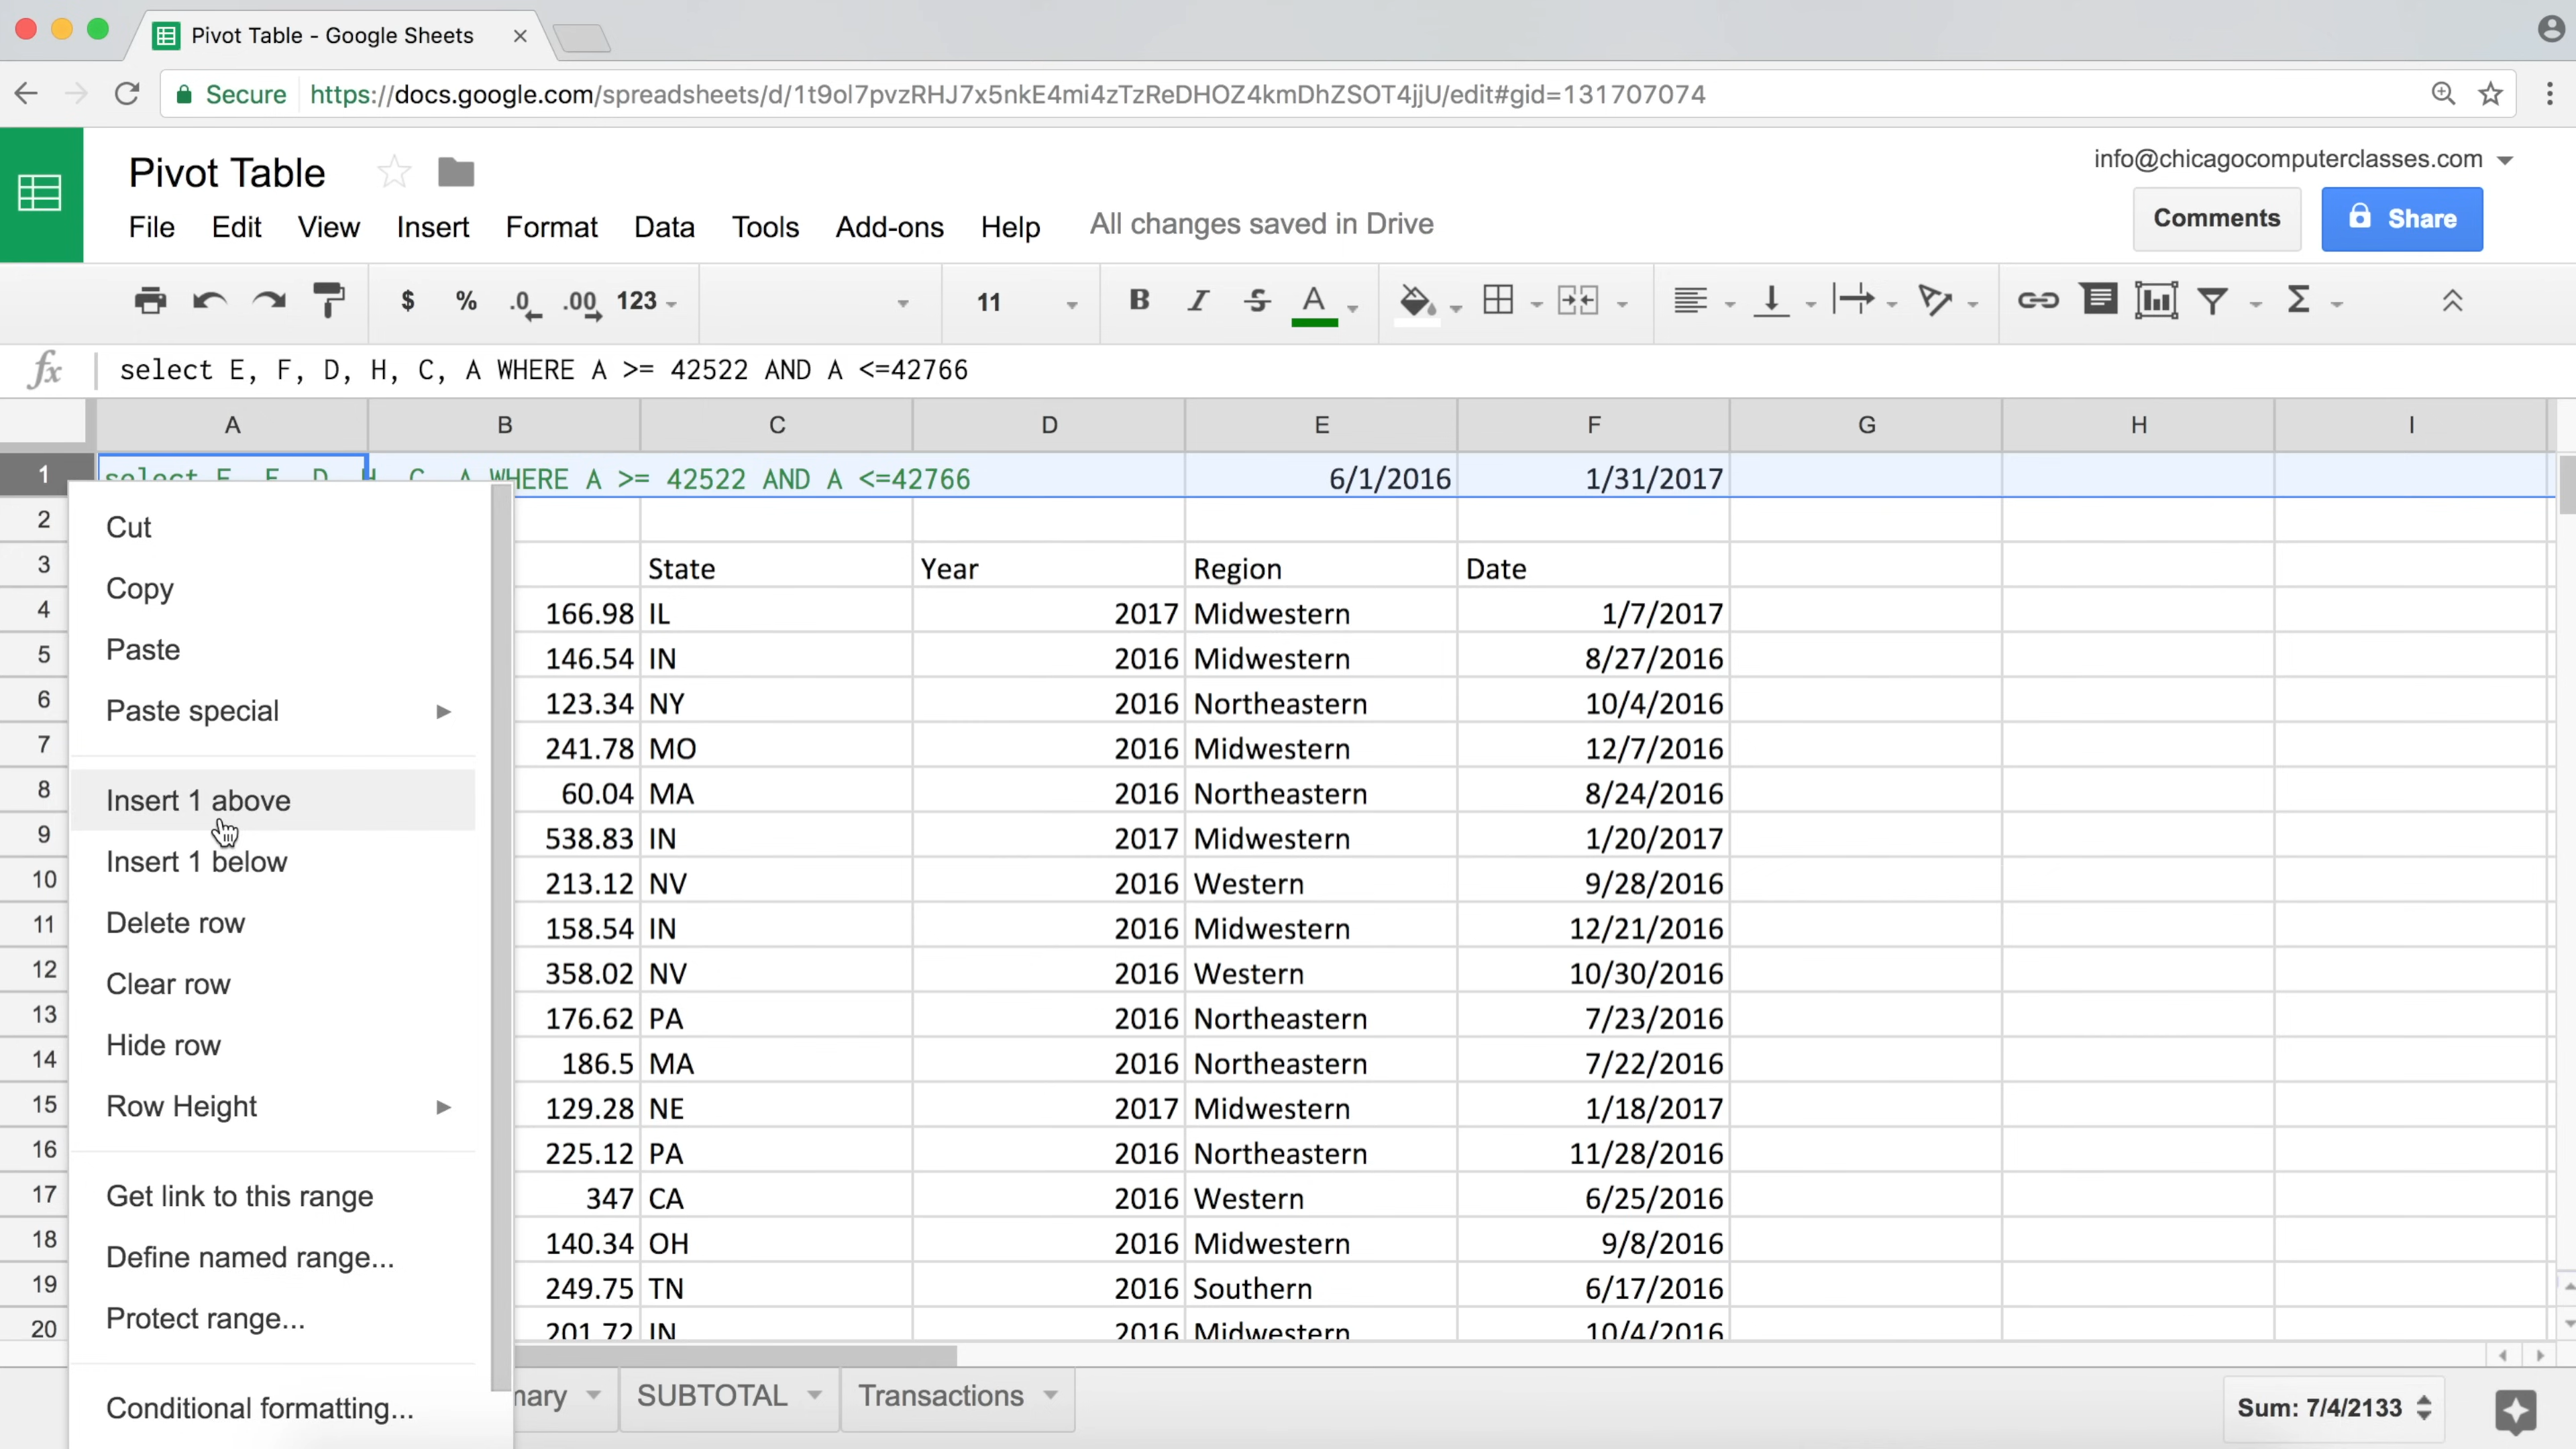 Pivot Table - Google Sheets
Secure https://docs.google.com/spreadsheets/d/1t9ol7pvzRHJ7x5nkE4mi4zTzReDHOZ4kmDhZSOT4jjU/edit#gid=131707074
Pivot Table
info@chicagocomputerclasses.com
File Edit View Insert Format Data Tools Add-ons Help All changes saved in Drive
Comments Share
$ % .0 .00 123 11 B I S A
fx select E, F, D, H, C, A WHERE A >= 42522 AND A <=42766
A B C D E F G H I
1 select E, F, D, H, C, A WHERE A >= 42522 AND A <=42766 6/1/2016 1/31/2017
2
3 State Year Region Date
4 166.98 IL 2017 Midwestern 1/7/2017
5 146.54 IN 2016 Midwestern 8/27/2016
6 123.34 NY 2016 Northeastern 10/4/2016
7 241.78 MO 2016 Midwestern 12/7/2016
8 60.04 MA 2016 Northeastern 8/24/2016
9 538.83 IN 2017 Midwestern 1/20/2017
10 213.12 NV 2016 Western 9/28/2016
11 158.54 IN 2016 Midwestern 12/21/2016
12 358.02 NV 2016 Western 10/30/2016
13 176.62 PA 2016 Northeastern 7/23/2016
14 186.5 MA 2016 Northeastern 7/22/2016
15 129.28 NE 2017 Midwestern 1/18/2017
16 225.12 PA 2016 Northeastern 11/28/2016
17 347 CA 2016 Western 6/25/2016
18 140.34 OH 2016 Midwestern 9/8/2016
19 249.75 TN 2016 Southern 6/17/2016
20 201.72 IN 2016 Midwestern 10/4/2016
Cut
Copy
Paste
Paste special
Insert 1 above
Insert 1 below
Delete row
Clear row
Hide row
Row Height
Get link to this range
Define named range...
Protect range...
Conditional formatting...
mary SUBTOTAL Transactions
Sum: 7/4/2133